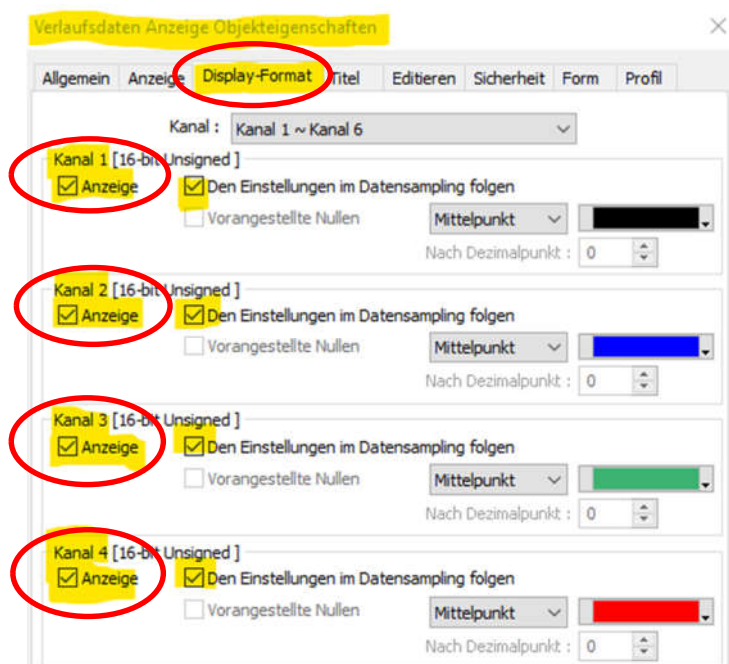 Verlaufsdaten Anzeige Objekteigenschaften
Allgemein Anzeige Display-Format Titel Editieren Sicherheit Form Profil
Kanal : Kanal 1 ~ Kanal 6
Kanal 1 [16-bit Unsigned ]
Anzeige Den Einstellungen im Datensampling folgen
Vorangestellte Nullen Mittelpunkt
Nach Dezimalpunkt : 0
Kanal 2 [16-bit Unsigned ]
Anzeige Den Einstellungen im Datensampling folgen
Vorangestellte Nullen Mittelpunkt
Nach Dezimalpunkt : 0
Kanal 3 [16-bit Unsigned ]
Anzeige Den Einstellungen im Datensampling folgen
Vorangestellte Nullen Mittelpunkt
Nach Dezimalpunkt : 0
Kanal 4 [16-bit Unsigned ]
Anzeige Den Einstellungen im Datensampling folgen
Vorangestellte Nullen Mittelpunkt
Nach Dezimalpunkt : 0